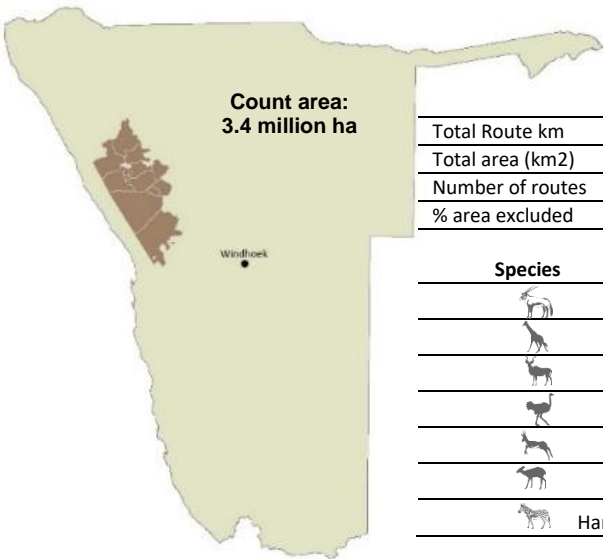 Count area:
3.4 million ha
Total Route km
Total area (km2)
Number of routes
% area excluded
Windhoek
Species
Har